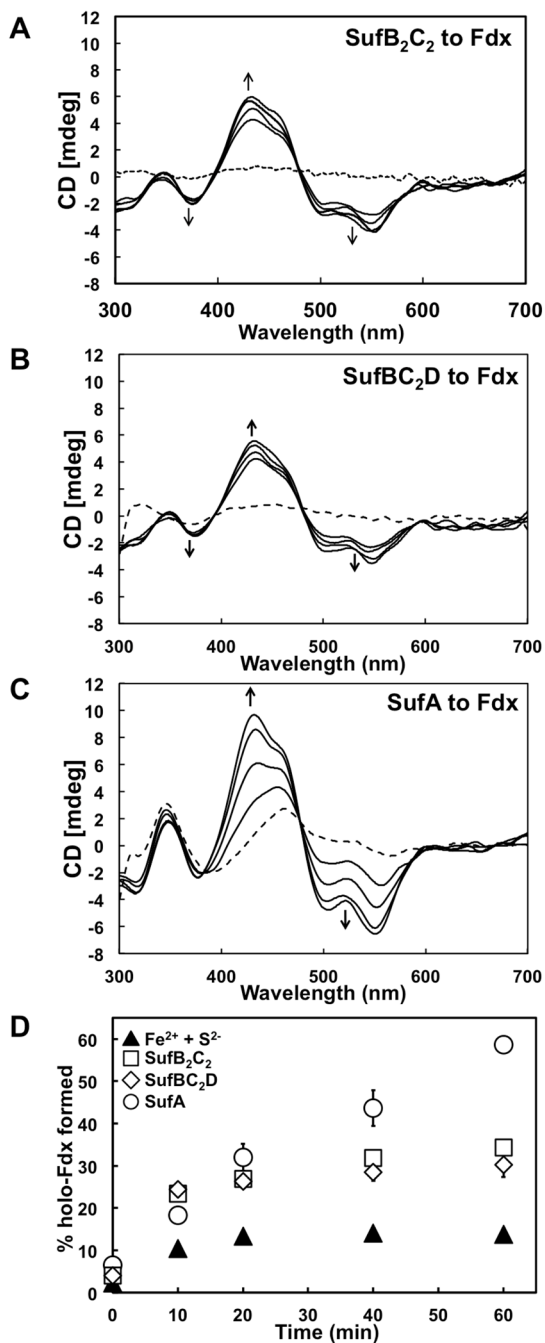 A
SufB₂C₂ to Fdx
CD [mdeg]
12
10
8
6
4
2
0
-2
-4
-6
-8
300 400 500 600 700
Wavelength (nm)
B
SufBC₂D to Fdx
CD [mdeg]
12
10
8
6
4
2
0
-2
-4
-6
-8
300 400 500 600 700
Wavelength (nm)
C
SufA to Fdx
CD [mdeg]
12
10
8
6
4
2
0
-2
-4
-6
-8
300 400 500 600 700
Wavelength (nm)
D
Fe²⁺ + S²⁻
SufB₂C₂
SufBC₂D
SufA
% holo-Fdx formed
60
50
40
30
20
10
0
0 10 20 30 40 50 60
Time (min)